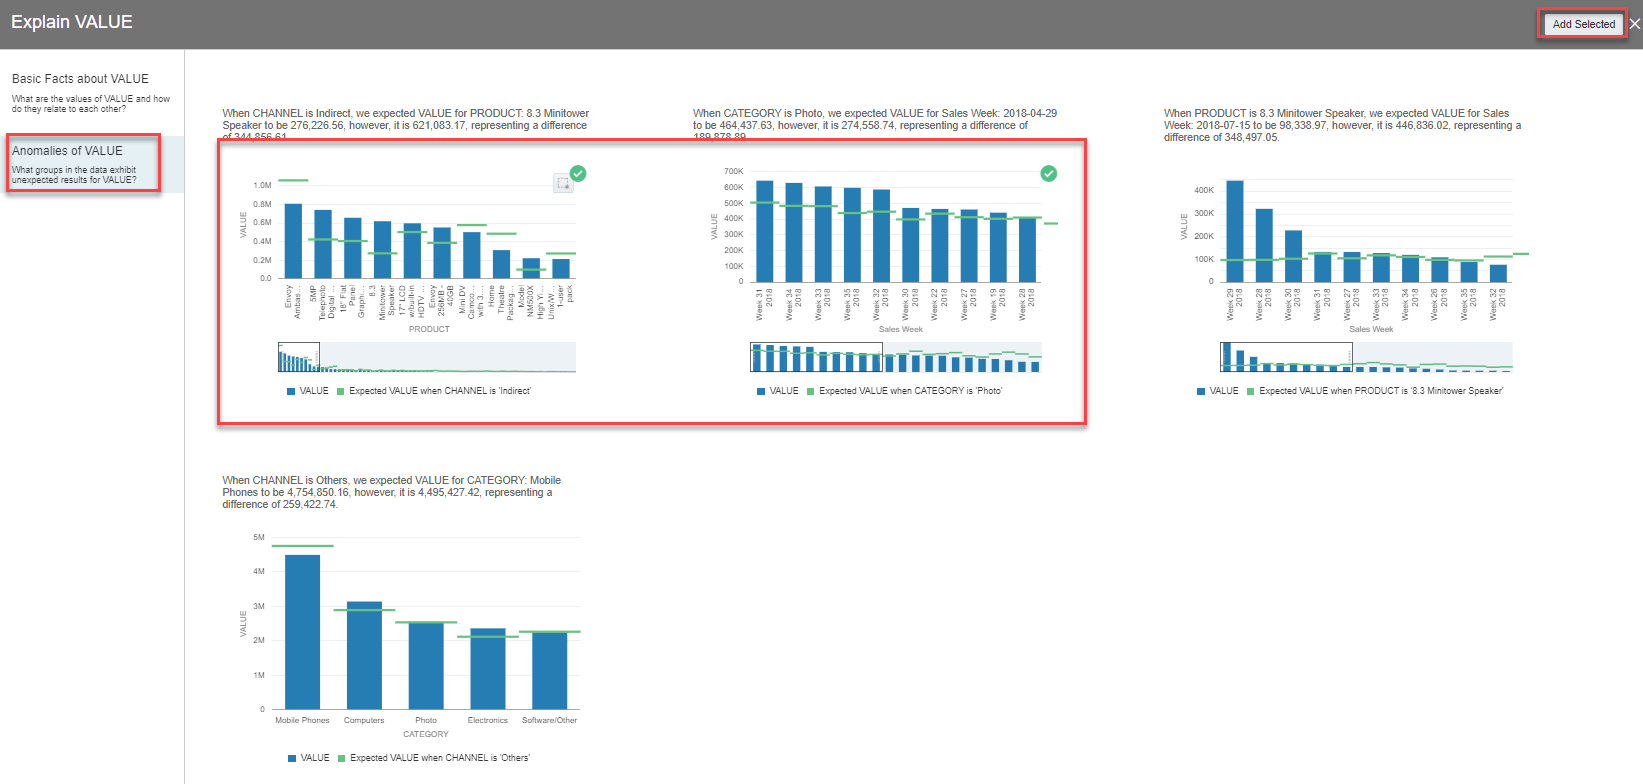 Explain VALUE
Add Selected
Basic Facts about VALUE
What are the values of VALUE and how
do they relate to each other?
Anomalies of VALUE
What groups in the data exhibit
unexpected results for VALUE?
When CHANNEL is Indirect, we expected VALUE for PRODUCT: 8.3 Minitower
Speaker to be 276,226.56, however, it is 621,083.17, representing a difference
of 344,856.61.
1.0M
0.8M
0.6M
0.4M
0.2M
0.0
VALUE
Envoy
Ambas...
5MP
Telephoto
Digital...
18" Flat
Panel
Graphi...
8.3
Minitower
Speaker
17" LCD
w/built-in
HDTV ...
Envoy
256MB -
40GB
Mini DV
Camco...
with 3....
Home
Theatre
Packag...
Model
NM500X
High Yi...
Unix/W...
1-user
pack
PRODUCT
VALUE
Expected VALUE when CHANNEL is 'Indirect'
When CATEGORY is Photo, we expected VALUE for Sales Week: 2018-04-29
to be 464,437.63, however, it is 274,558.74, representing a difference of
189,878.89.
700K
600K
500K
400K
300K
200K
100K
0
VALUE
Week 31
2018
Week 34
2018
Week 33
2018
Week 35
2018
Week 32
2018
Week 30
2018
Week 22
2018
Week 27
2018
Week 19
2018
Week 28
2018
Sales Week
VALUE
Expected VALUE when CATEGORY is 'Photo'
When PRODUCT is 8.3 Minitower Speaker, we expected VALUE for Sales
Week: 2018-07-15 to be 98,338.97, however, it is 446,836.02, representing a
difference of 348,497.05.
400K
300K
200K
100K
0
VALUE
Week 29
2018
Week 28
2018
Week 30
2018
Week 31
2018
Week 27
2018
Week 33
2018
Week 34
2018
Week 26
2018
Week 35
2018
Week 32
2018
Sales Week
VALUE
Expected VALUE when PRODUCT is '8.3 Minitower Speaker'
When CHANNEL is Others, we expected VALUE for CATEGORY: Mobile
Phones to be 4,754,850.16, however, it is 4,495,427.42, representing a
difference of 259,422.74.
5M
4M
3M
2M
1M
0
VALUE
Mobile Phones
Computers
Photo
Electronics
Software/Other
CATEGORY
VALUE
Expected VALUE when CHANNEL is 'Others'